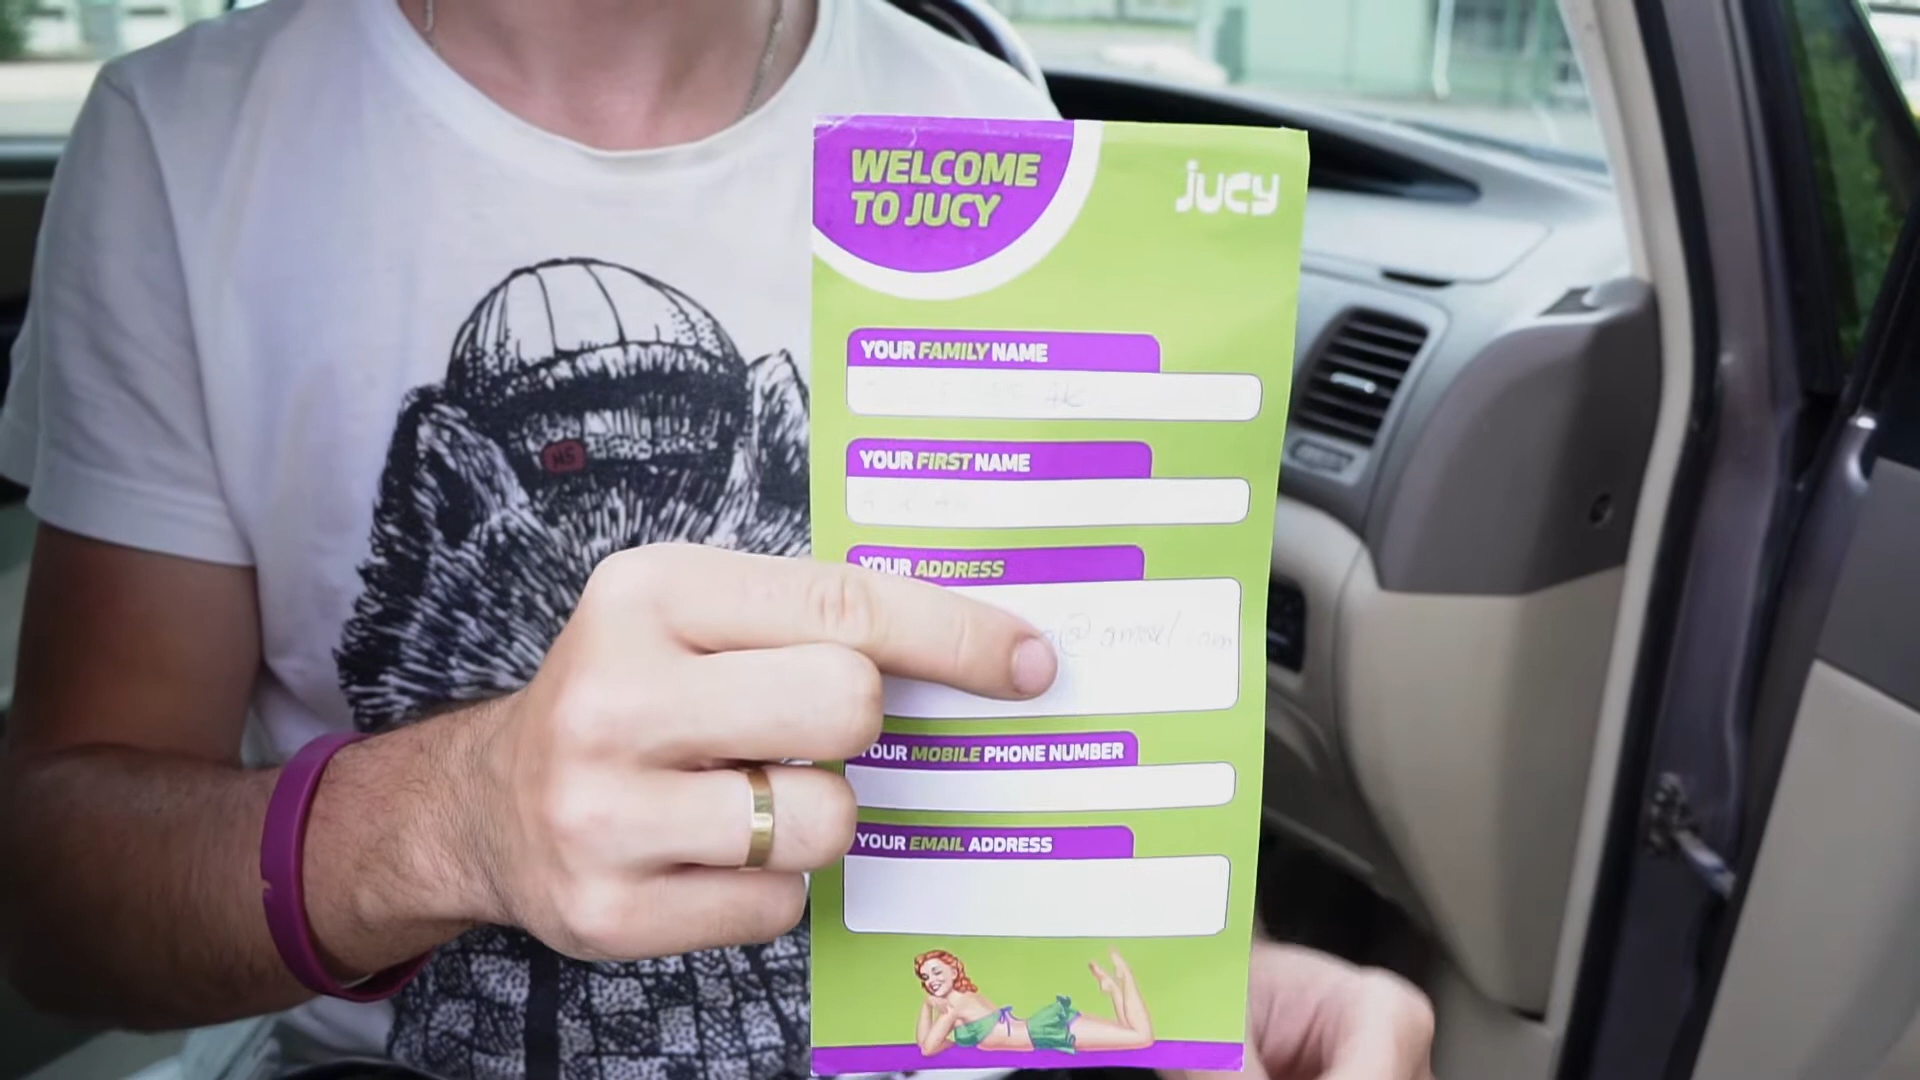 WELCOME
TO JUCY
jucy
YOUR FAMILY NAME
YOUR FIRST NAME
YOUR ADDRESS
YOUR MOBILE PHONE NUMBER
YOUR EMAIL ADDRESS